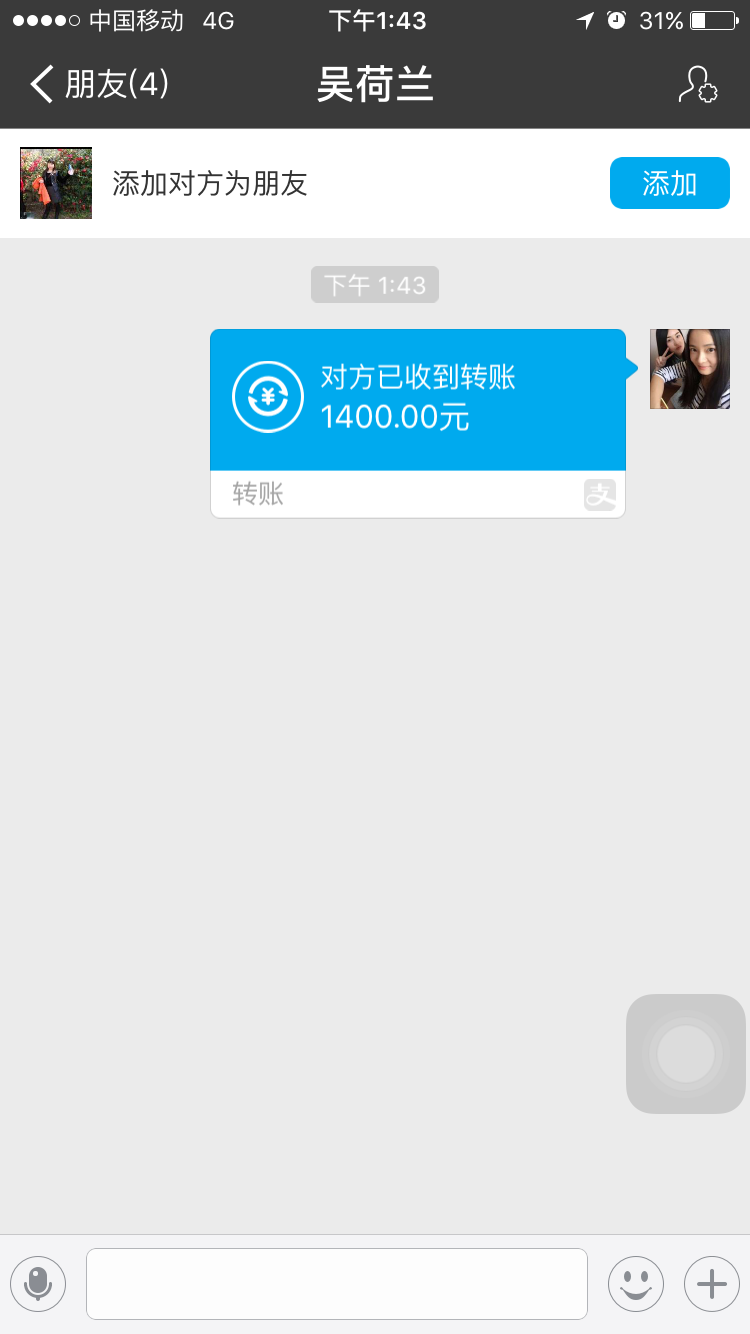 中国移动 4G 下午1:43 31%
朋友(4) 吴荷兰
添加对方为朋友 添加
下午 1:43
对方已收到转账
1400.00元
转账 支